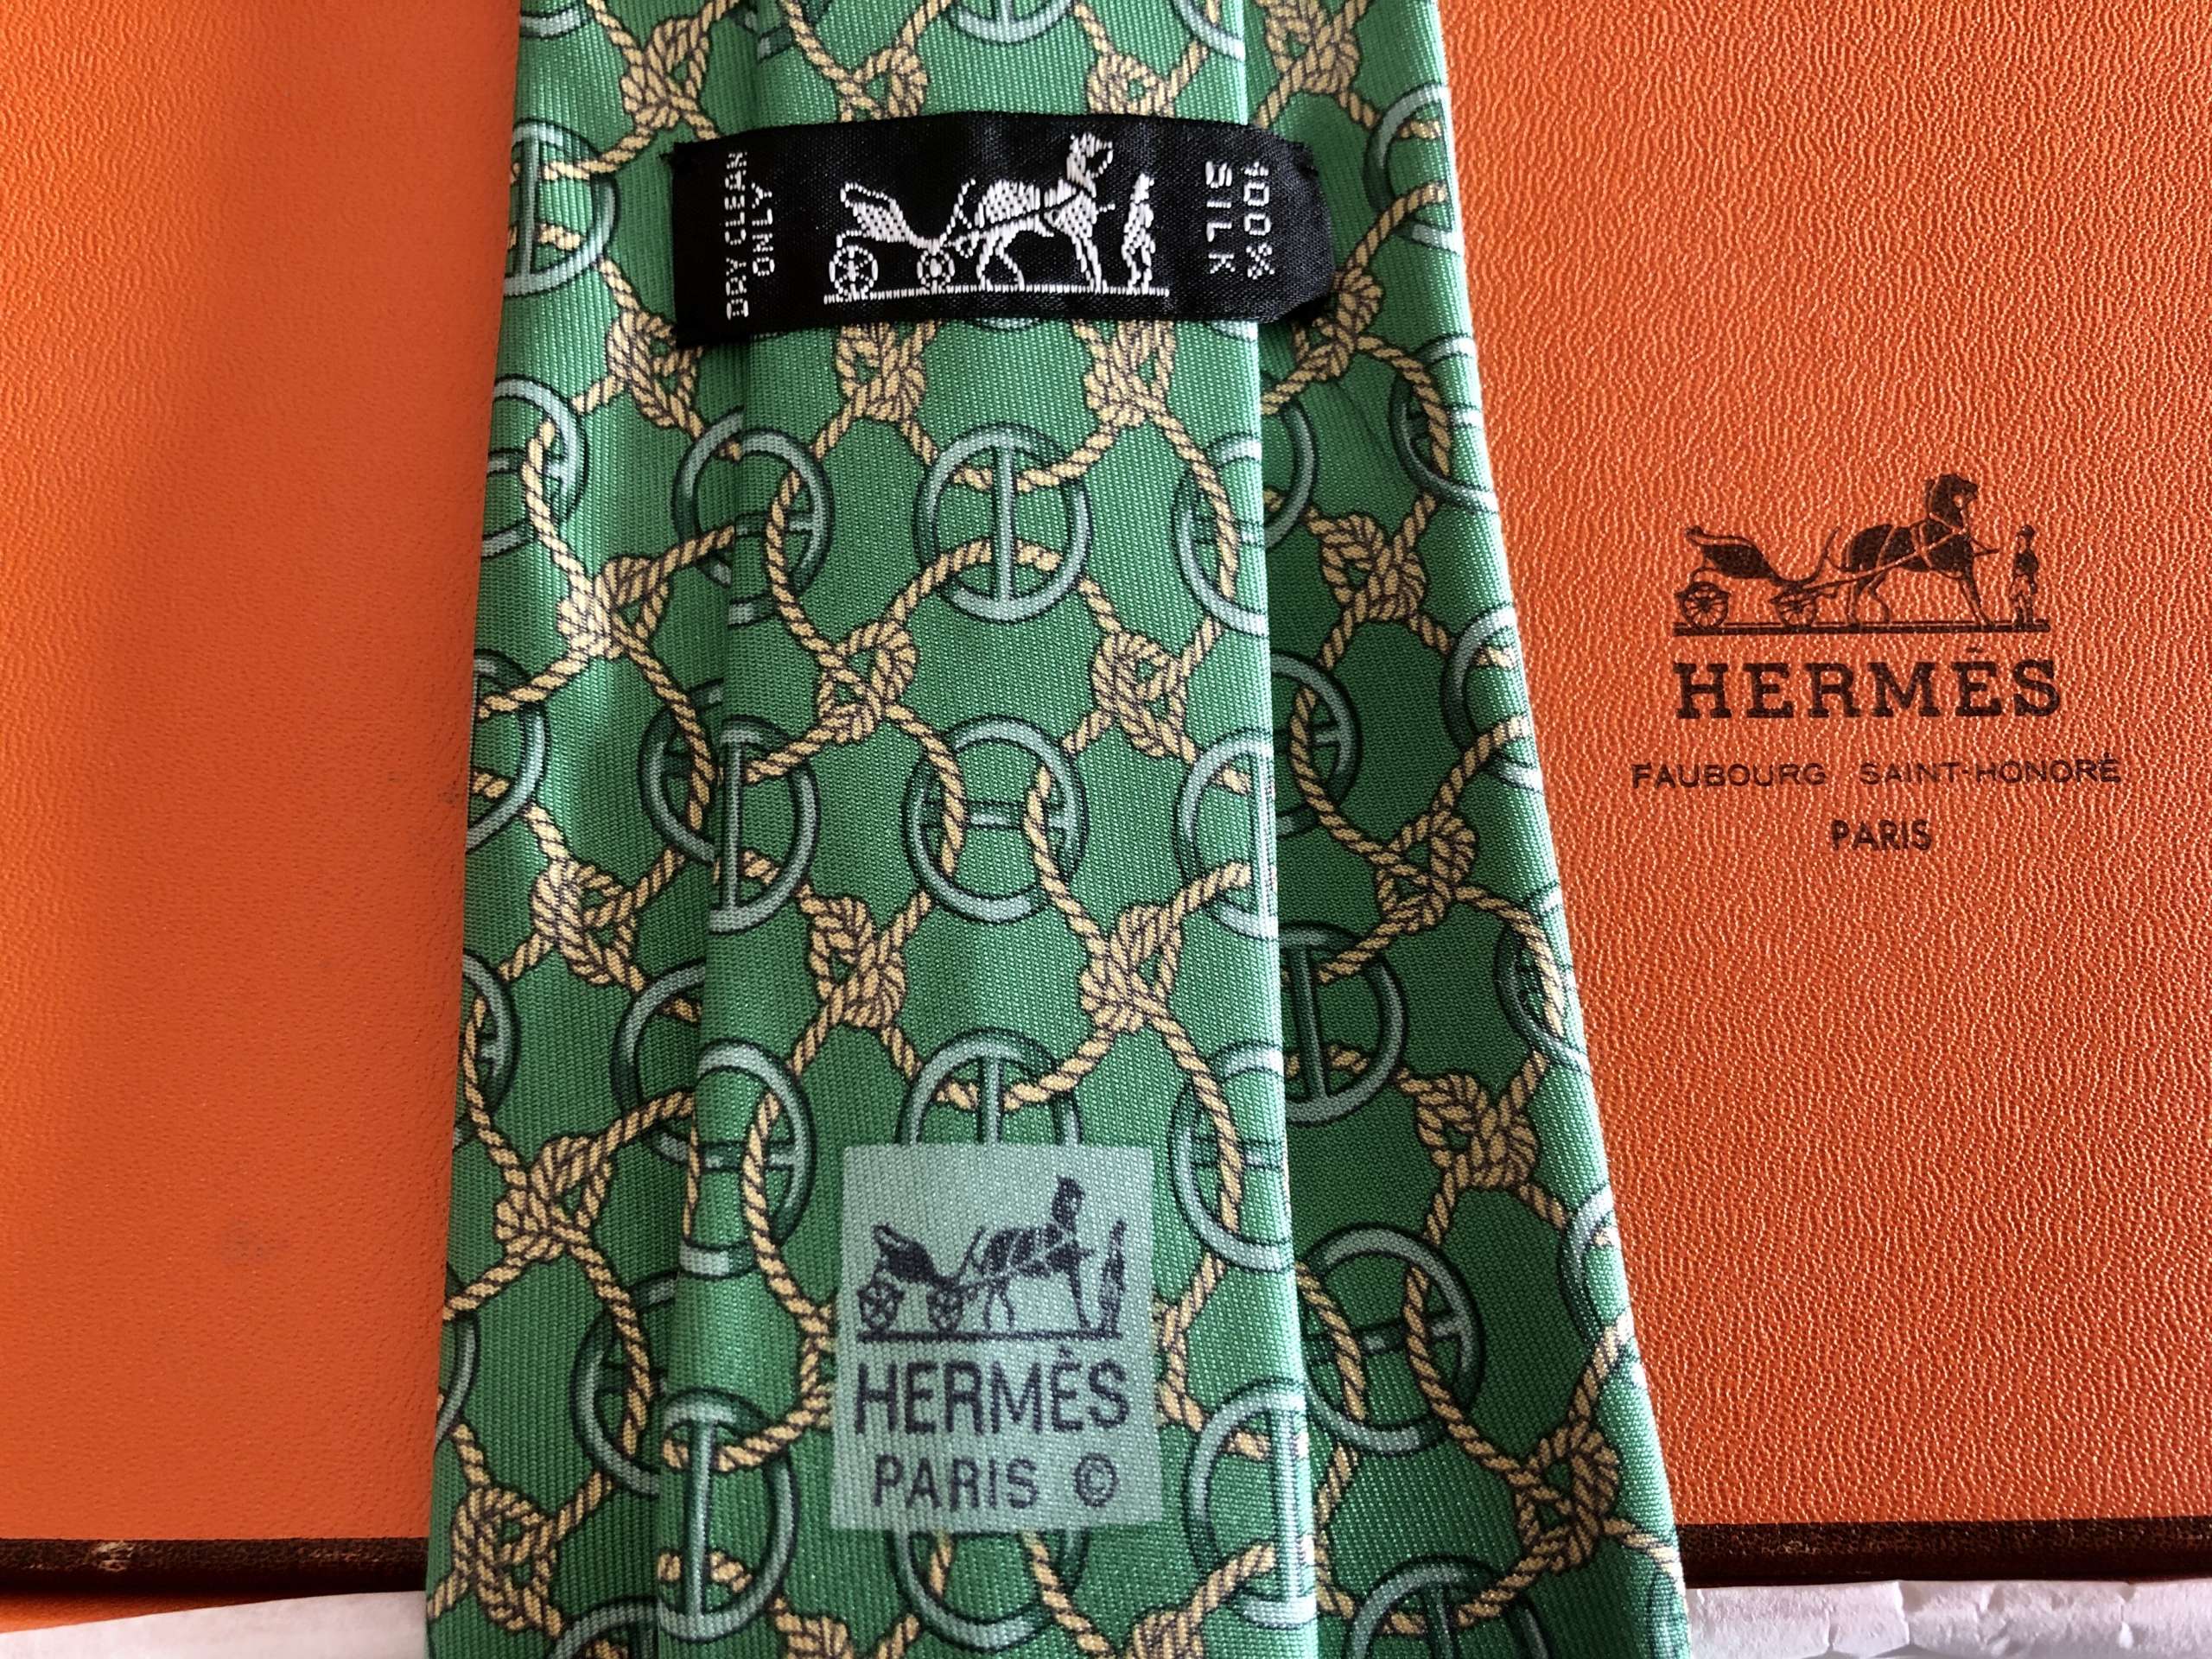 DRY CLEAN
ONLY
100%
SILK
HERMÈS
FAUBOURG SAINT-HONORÉ
PARIS
HERMÈS
PARIS ©